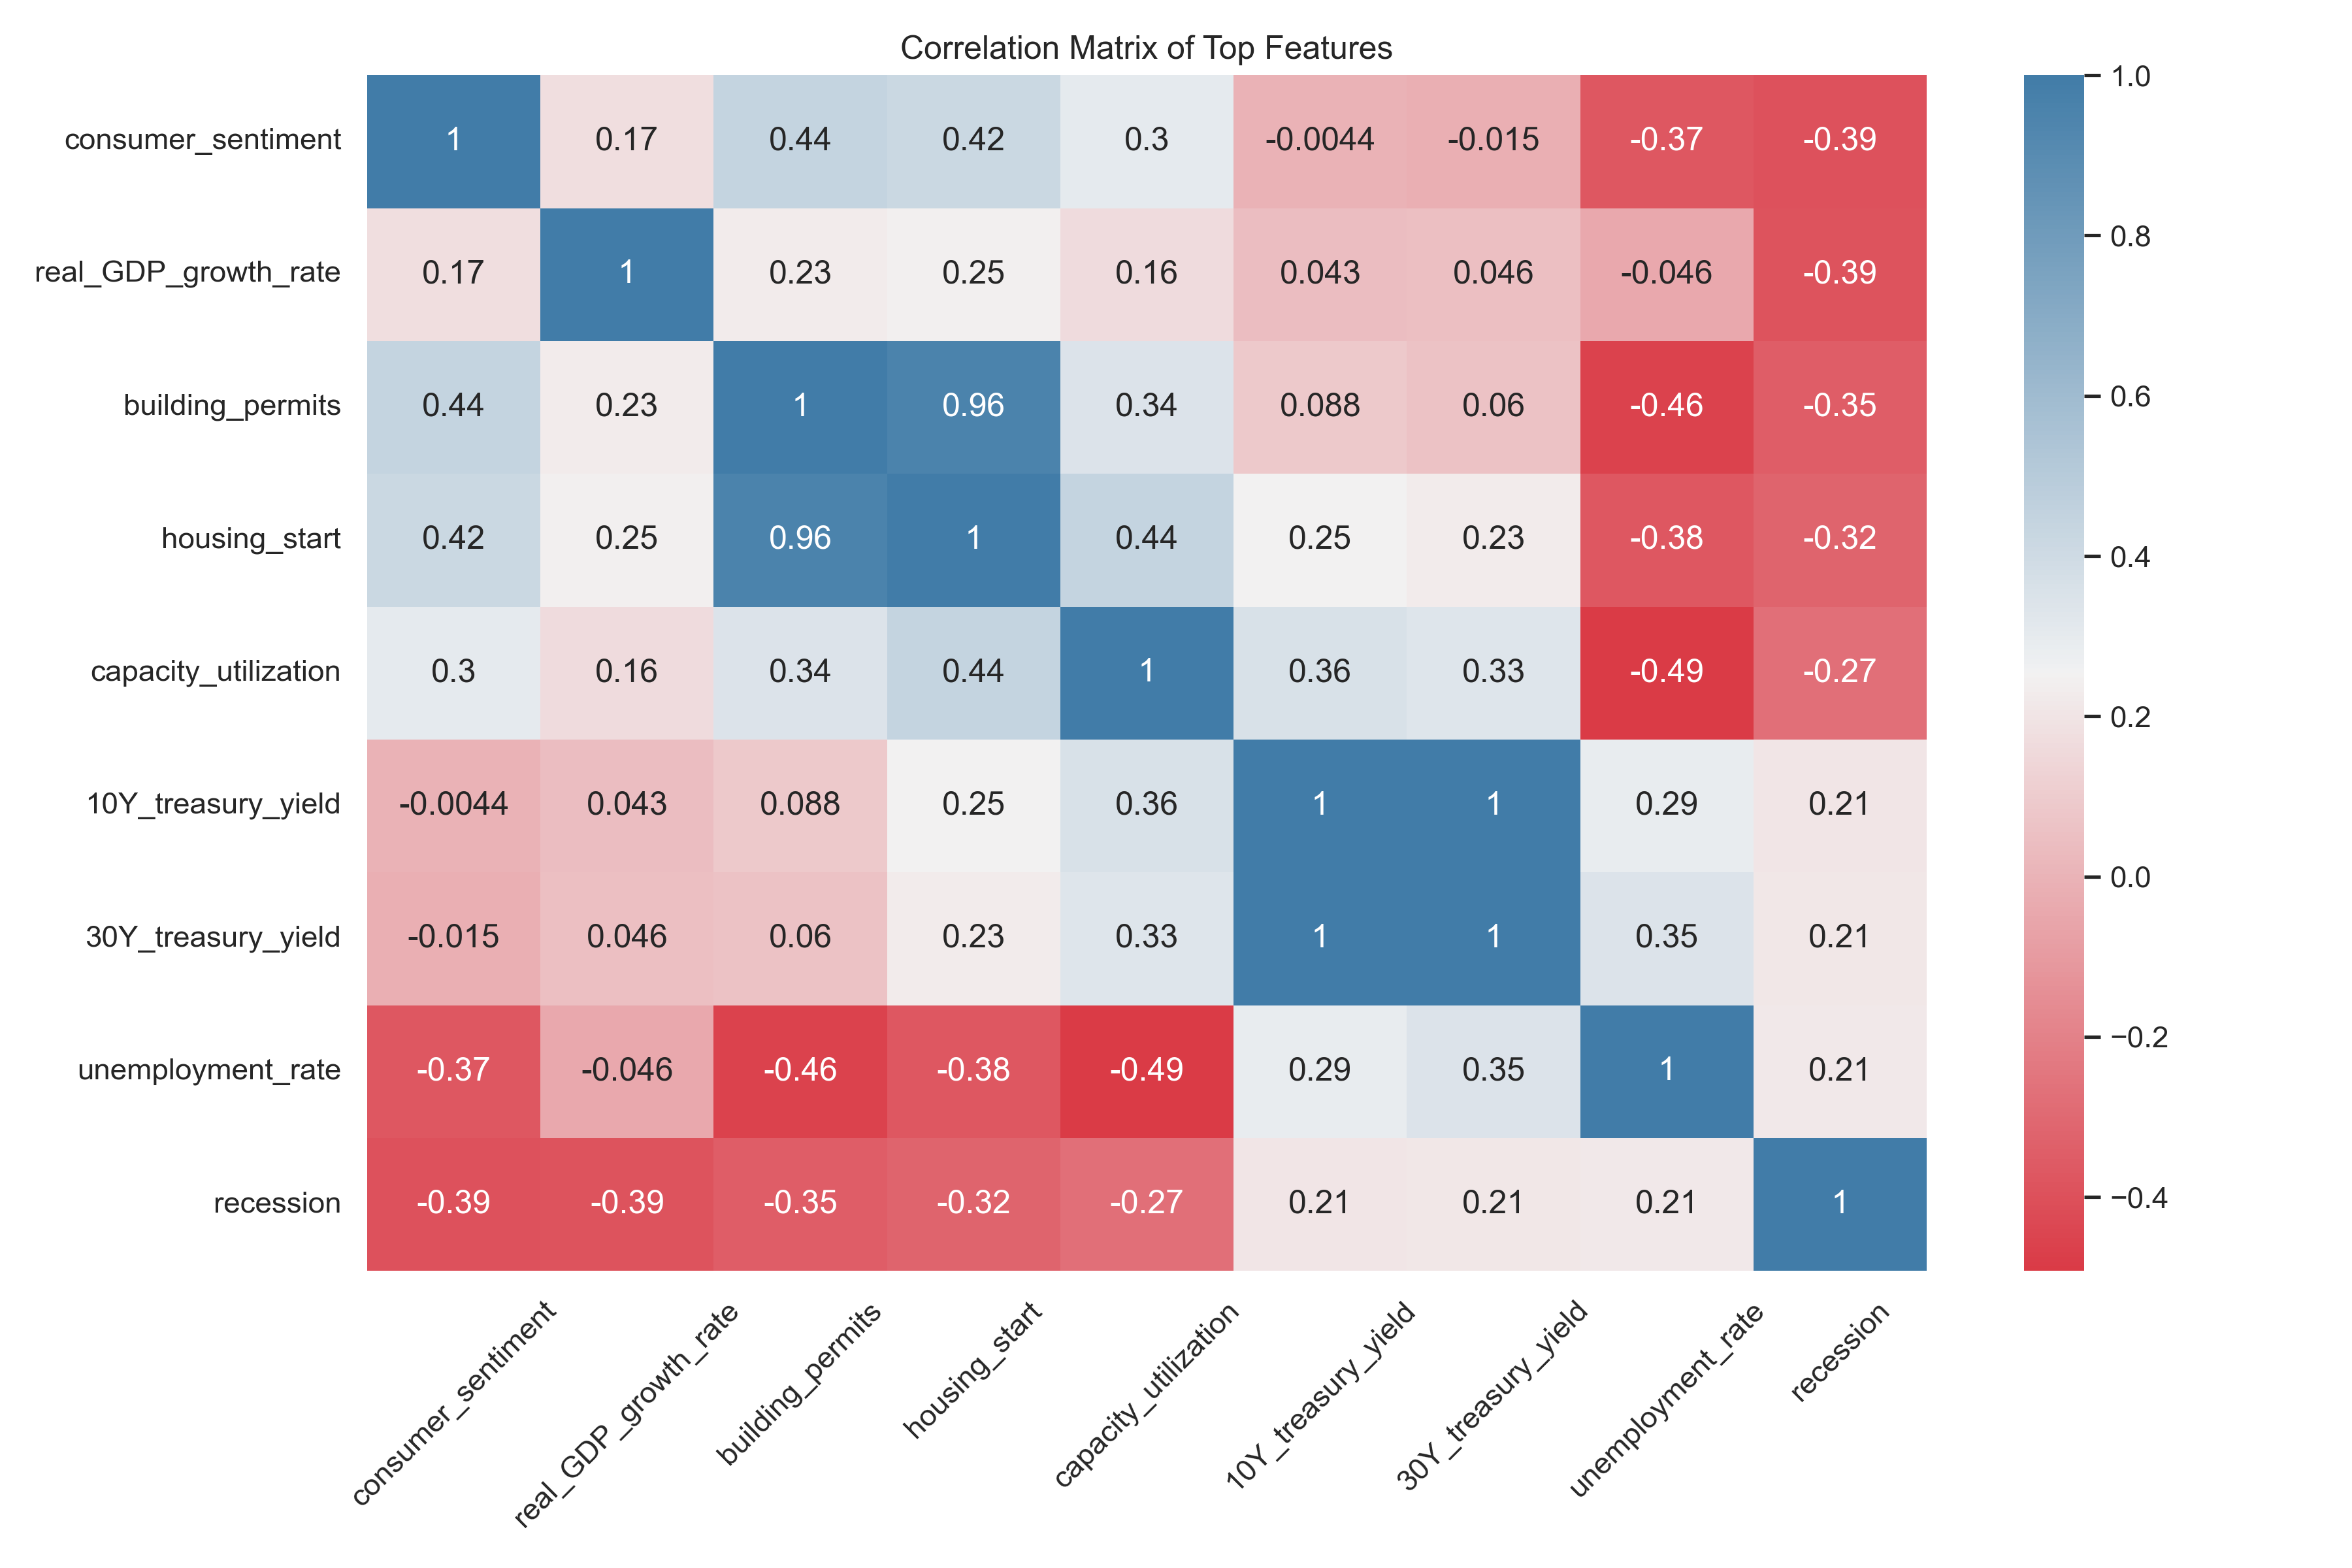 Correlation Matrix of Top Features
consumer_sentiment 1 0.17 0.44 0.42 0.3 -0.0044 -0.015 -0.37 -0.39
real_GDP_growth_rate 0.17 1 0.23 0.25 0.16 0.043 0.046 -0.046 -0.39
building_permits 0.44 0.23 1 0.96 0.34 0.088 0.06 -0.46 -0.35
housing_start 0.42 0.25 0.96 1 0.44 0.25 0.23 -0.38 -0.32
capacity_utilization 0.3 0.16 0.34 0.44 1 0.36 0.33 -0.49 -0.27
10Y_treasury_yield -0.0044 0.043 0.088 0.25 0.36 1 1 0.29 0.21
30Y_treasury_yield -0.015 0.046 0.06 0.23 0.33 1 1 0.35 0.21
unemployment_rate -0.37 -0.046 -0.46 -0.38 -0.49 0.29 0.35 1 0.21
recession -0.39 -0.39 -0.35 -0.32 -0.27 0.21 0.21 0.21 1
consumer_sentiment
real_GDP_growth_rate
building_permits
housing_start
capacity_utilization
10Y_treasury_yield
30Y_treasury_yield
unemployment_rate
recession
1.0
0.8
0.6
0.4
0.2
0.0
−0.2
−0.4